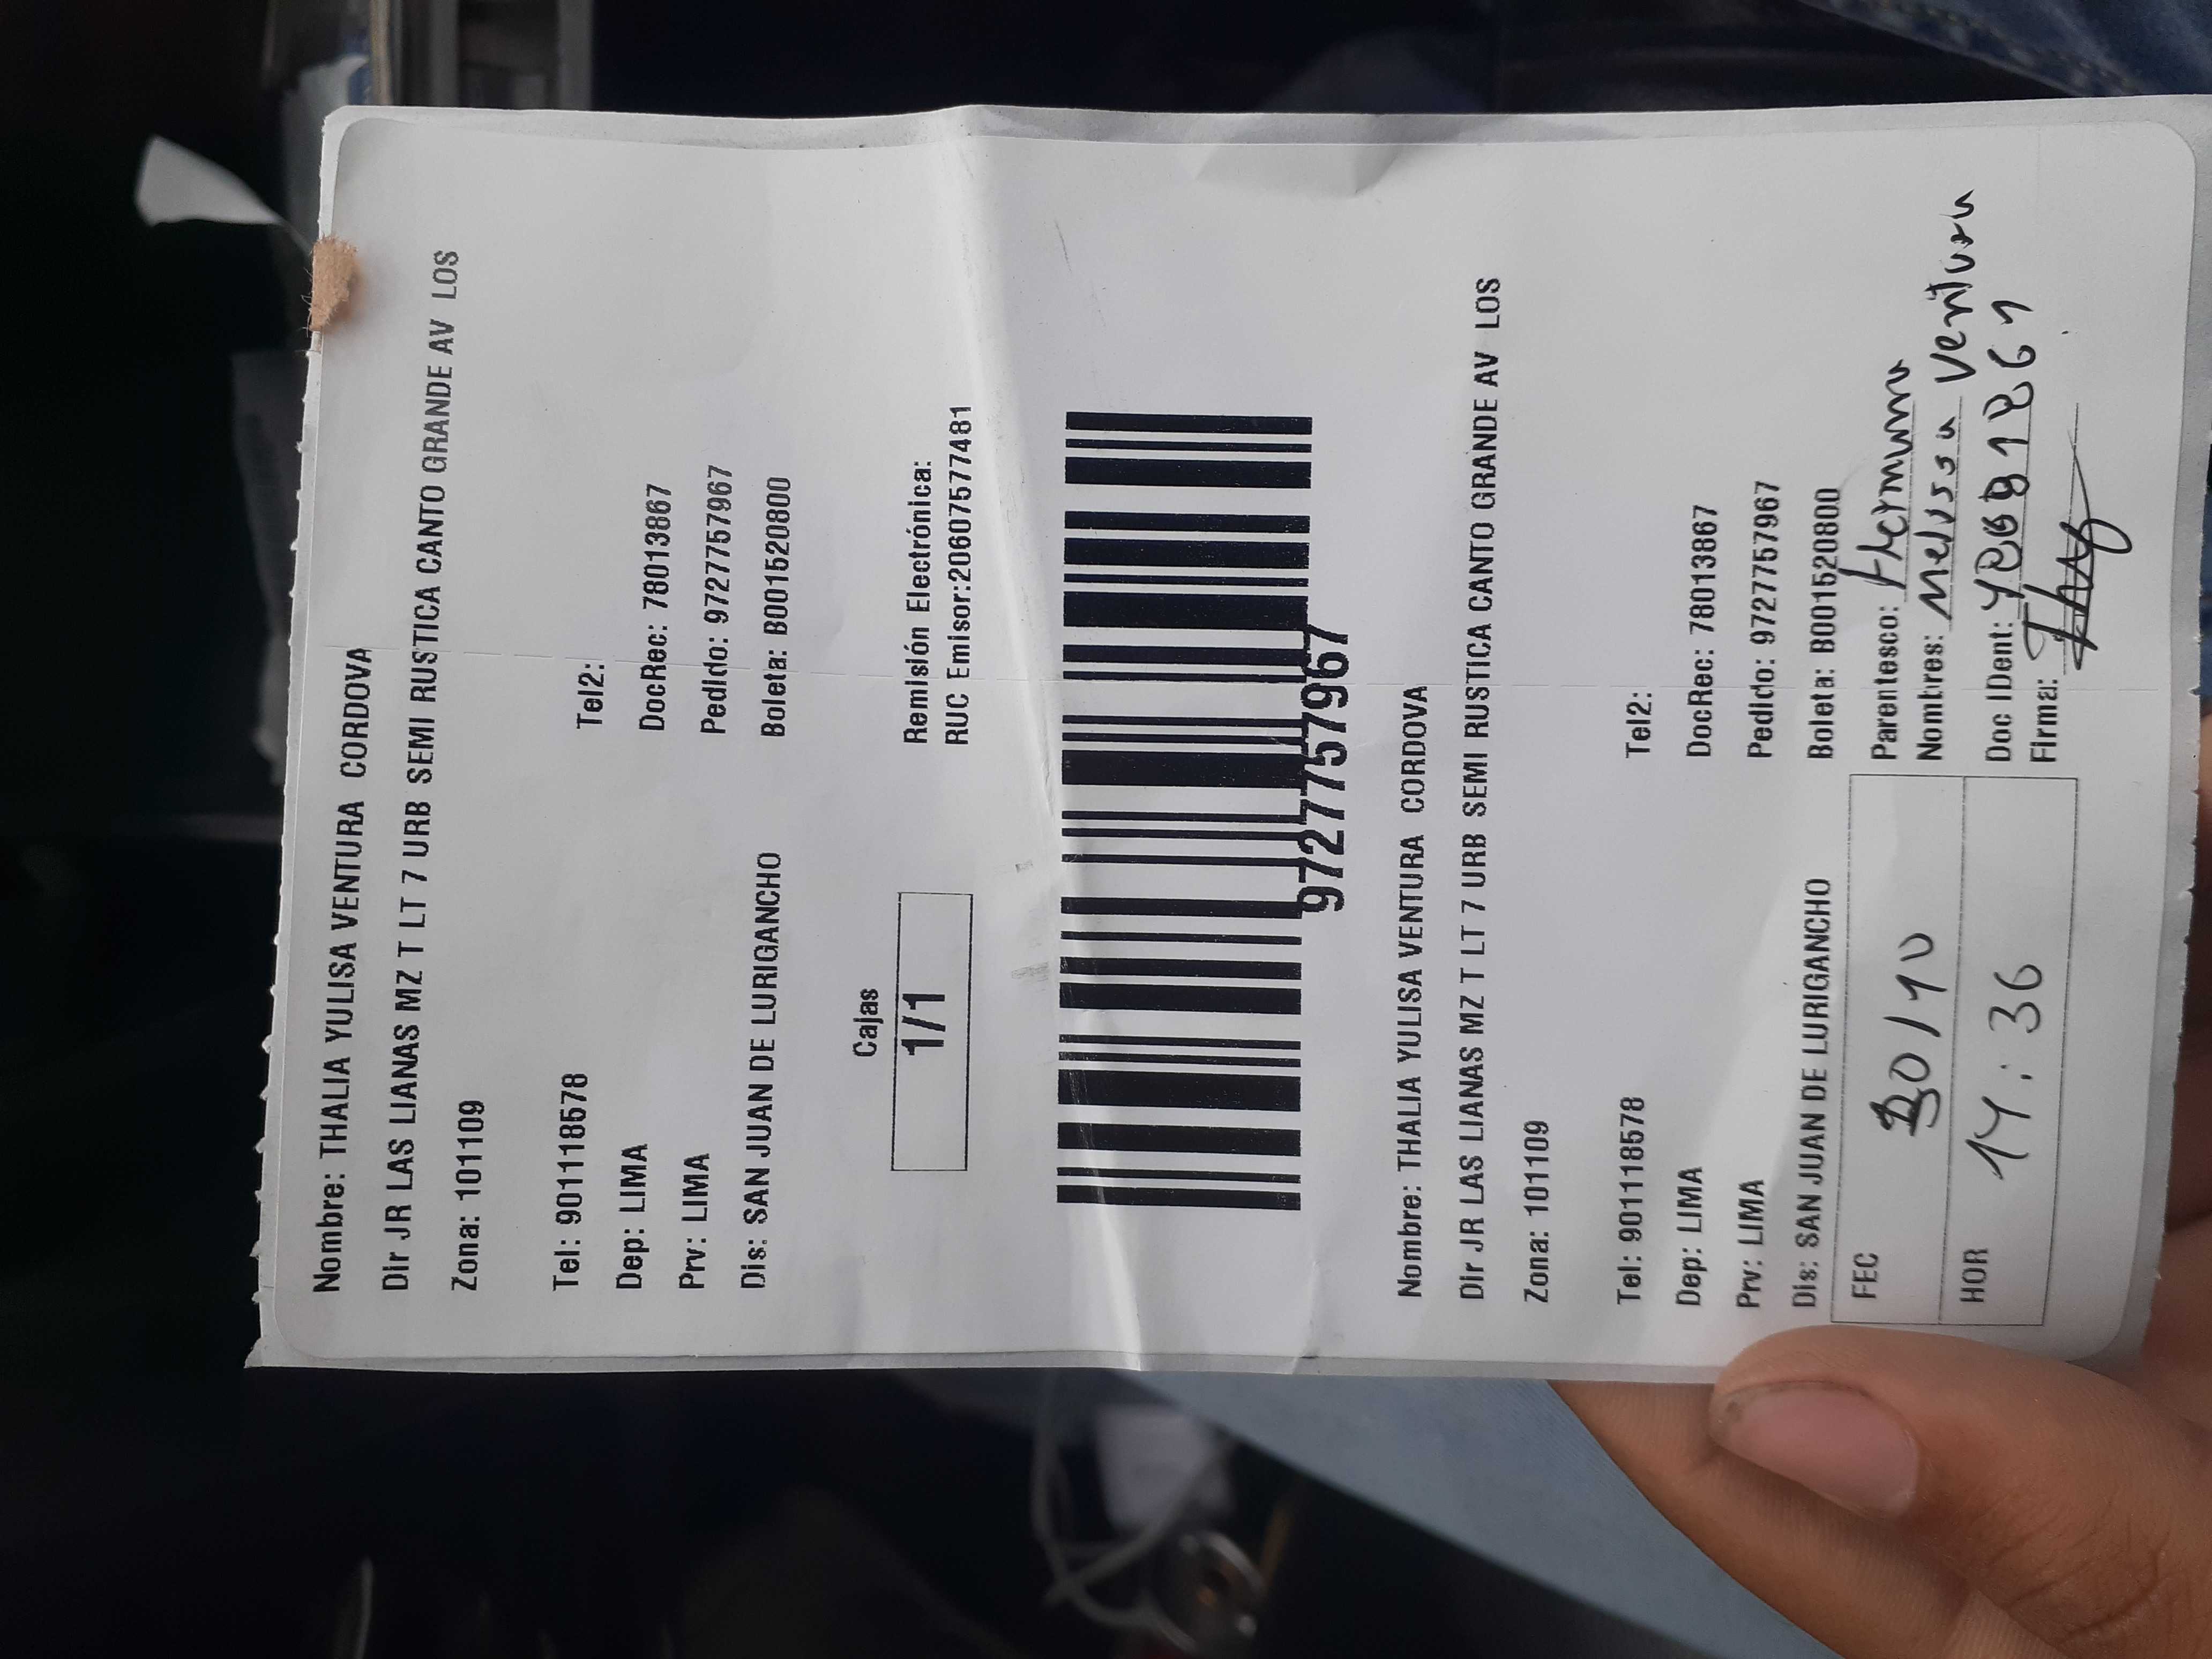 Nombre: THALIA YULISA VENTURA CORDOVA
Dir JR LAS LIANAS MZ T LT 7 URB SEMI RUSTICA CANTO GRANDE AV LOS
Zona: 101109
Tel: 901118578 Tel2:
Dep: LIMA DocRec: 78013867
Prv: LIMA Pedido: 9727757967
Dis: SAN JUAN DE LURIGANCHO Boleta: B001520800
Cajas Remisión Electrónica:
1/1 RUC Emisor:20607577481
9727757967
Nombre: THALIA YULISA VENTURA CORDOVA
Dir JR LAS LIANAS MZ T LT 7 URB SEMI RUSTICA CANTO GRANDE AV LOS
Zona: 101109
Tel: 901118578 Tel2:
Dep: LIMA DocRec: 78013867
Prv: LIMA Pedido: 9727757967
Dis: SAN JUAN DE LURIGANCHO Boleta: B001520800
FEC 30/10 Parentesco: Hermana
Nombres: Melissa Ventura
HOR 14:36 Doc IDent:
Firma: